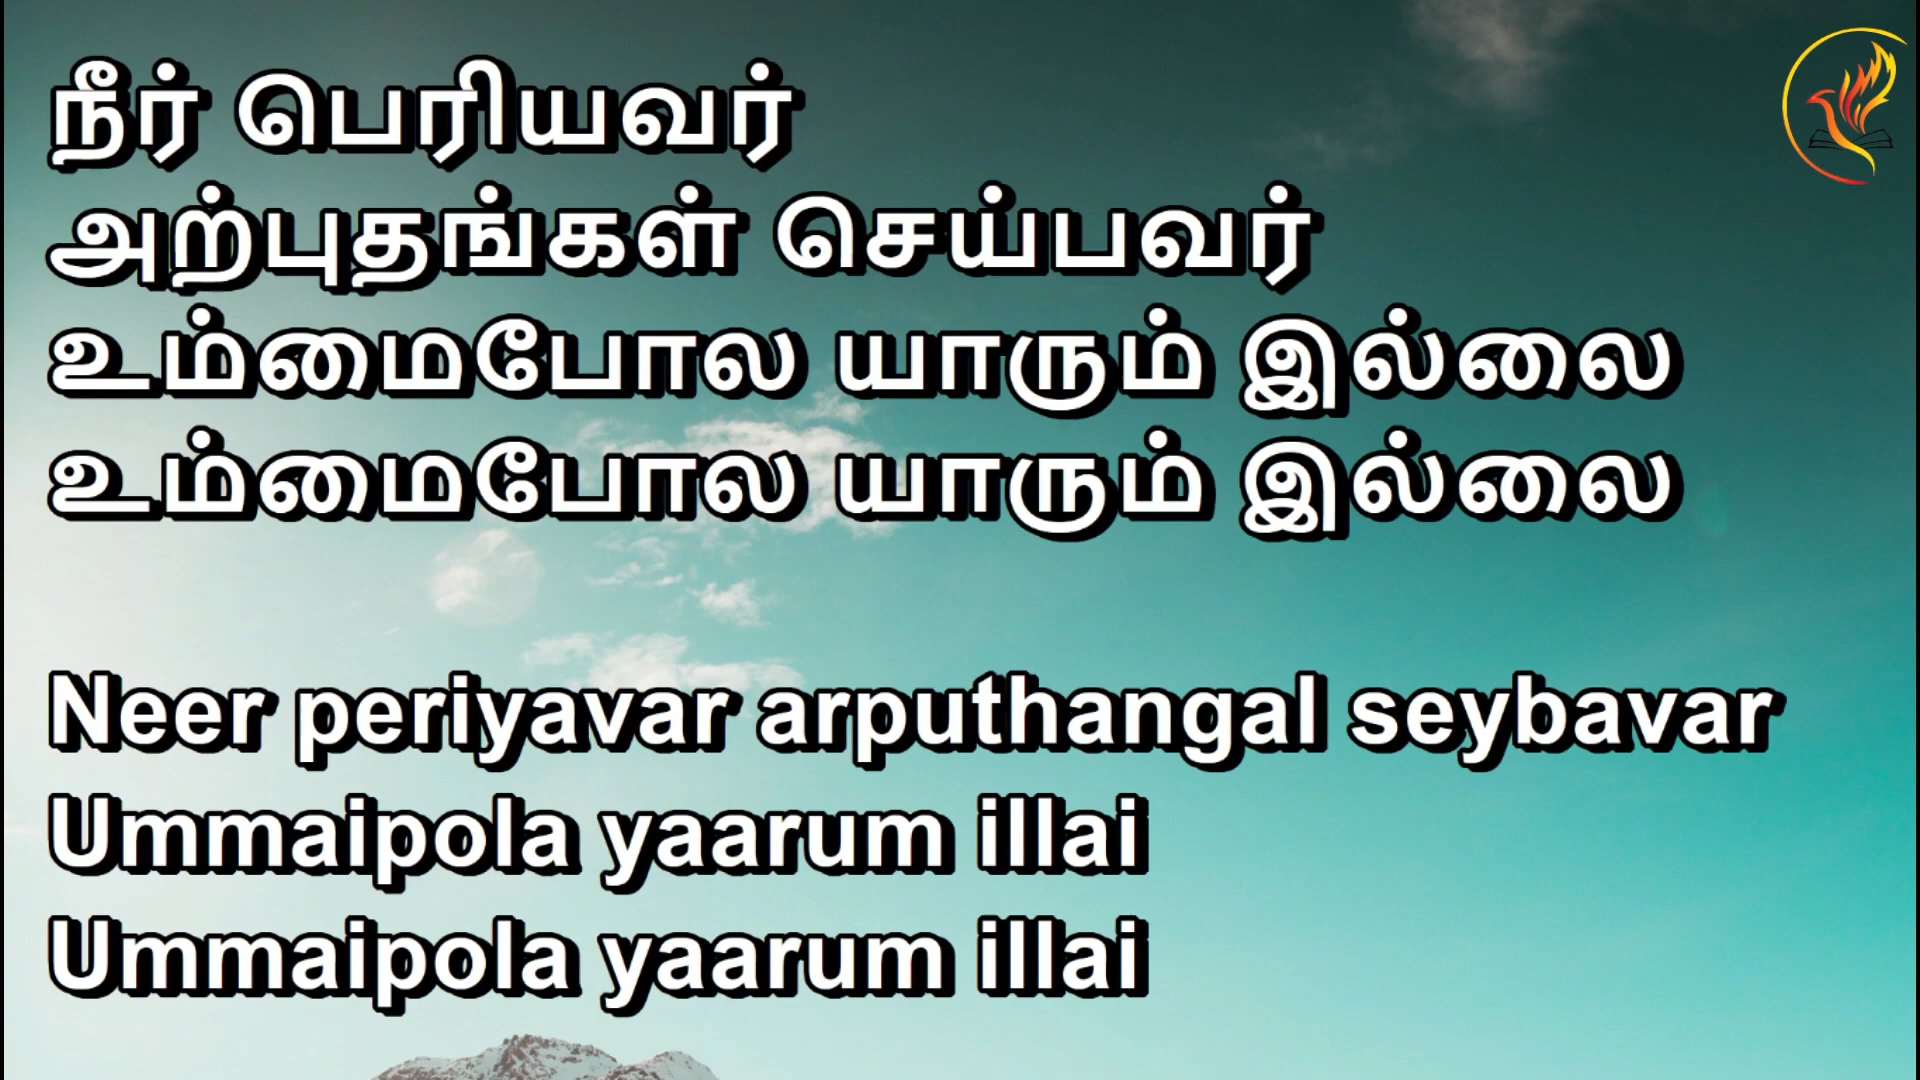 நீர் பெரியவர்
அற்புதங்கள் செய்பவர்
உம்மைபோல யாரும் இல்லை
உம்மைபோல யாரும் இல்லை
Neer periyavar arputhangal seybavar
Ummaipola yaarum illai
Ummaipola yaarum illai